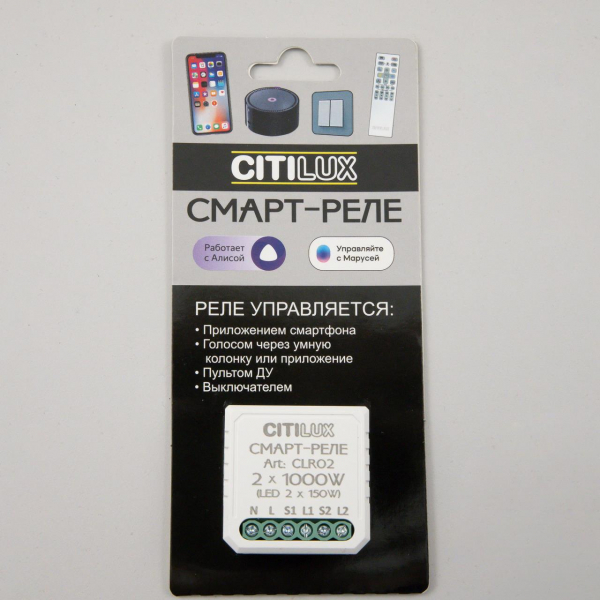 CITILUX
СМАРТ-РЕЛЕ
Работает
с Алисой
Управляйте
с Марусей
РЕЛЕ УПРАВЛЯЕТСЯ:
• Приложением смартфона
• Голосом через умную
колонку или приложение
• Пультом ДУ
• Выключателем
CITILUX
СМАРТ-РЕЛЕ
Art: CLR02
2 x 1000W
(LED 2 x 150W)
N L S1 L1 S2 L2